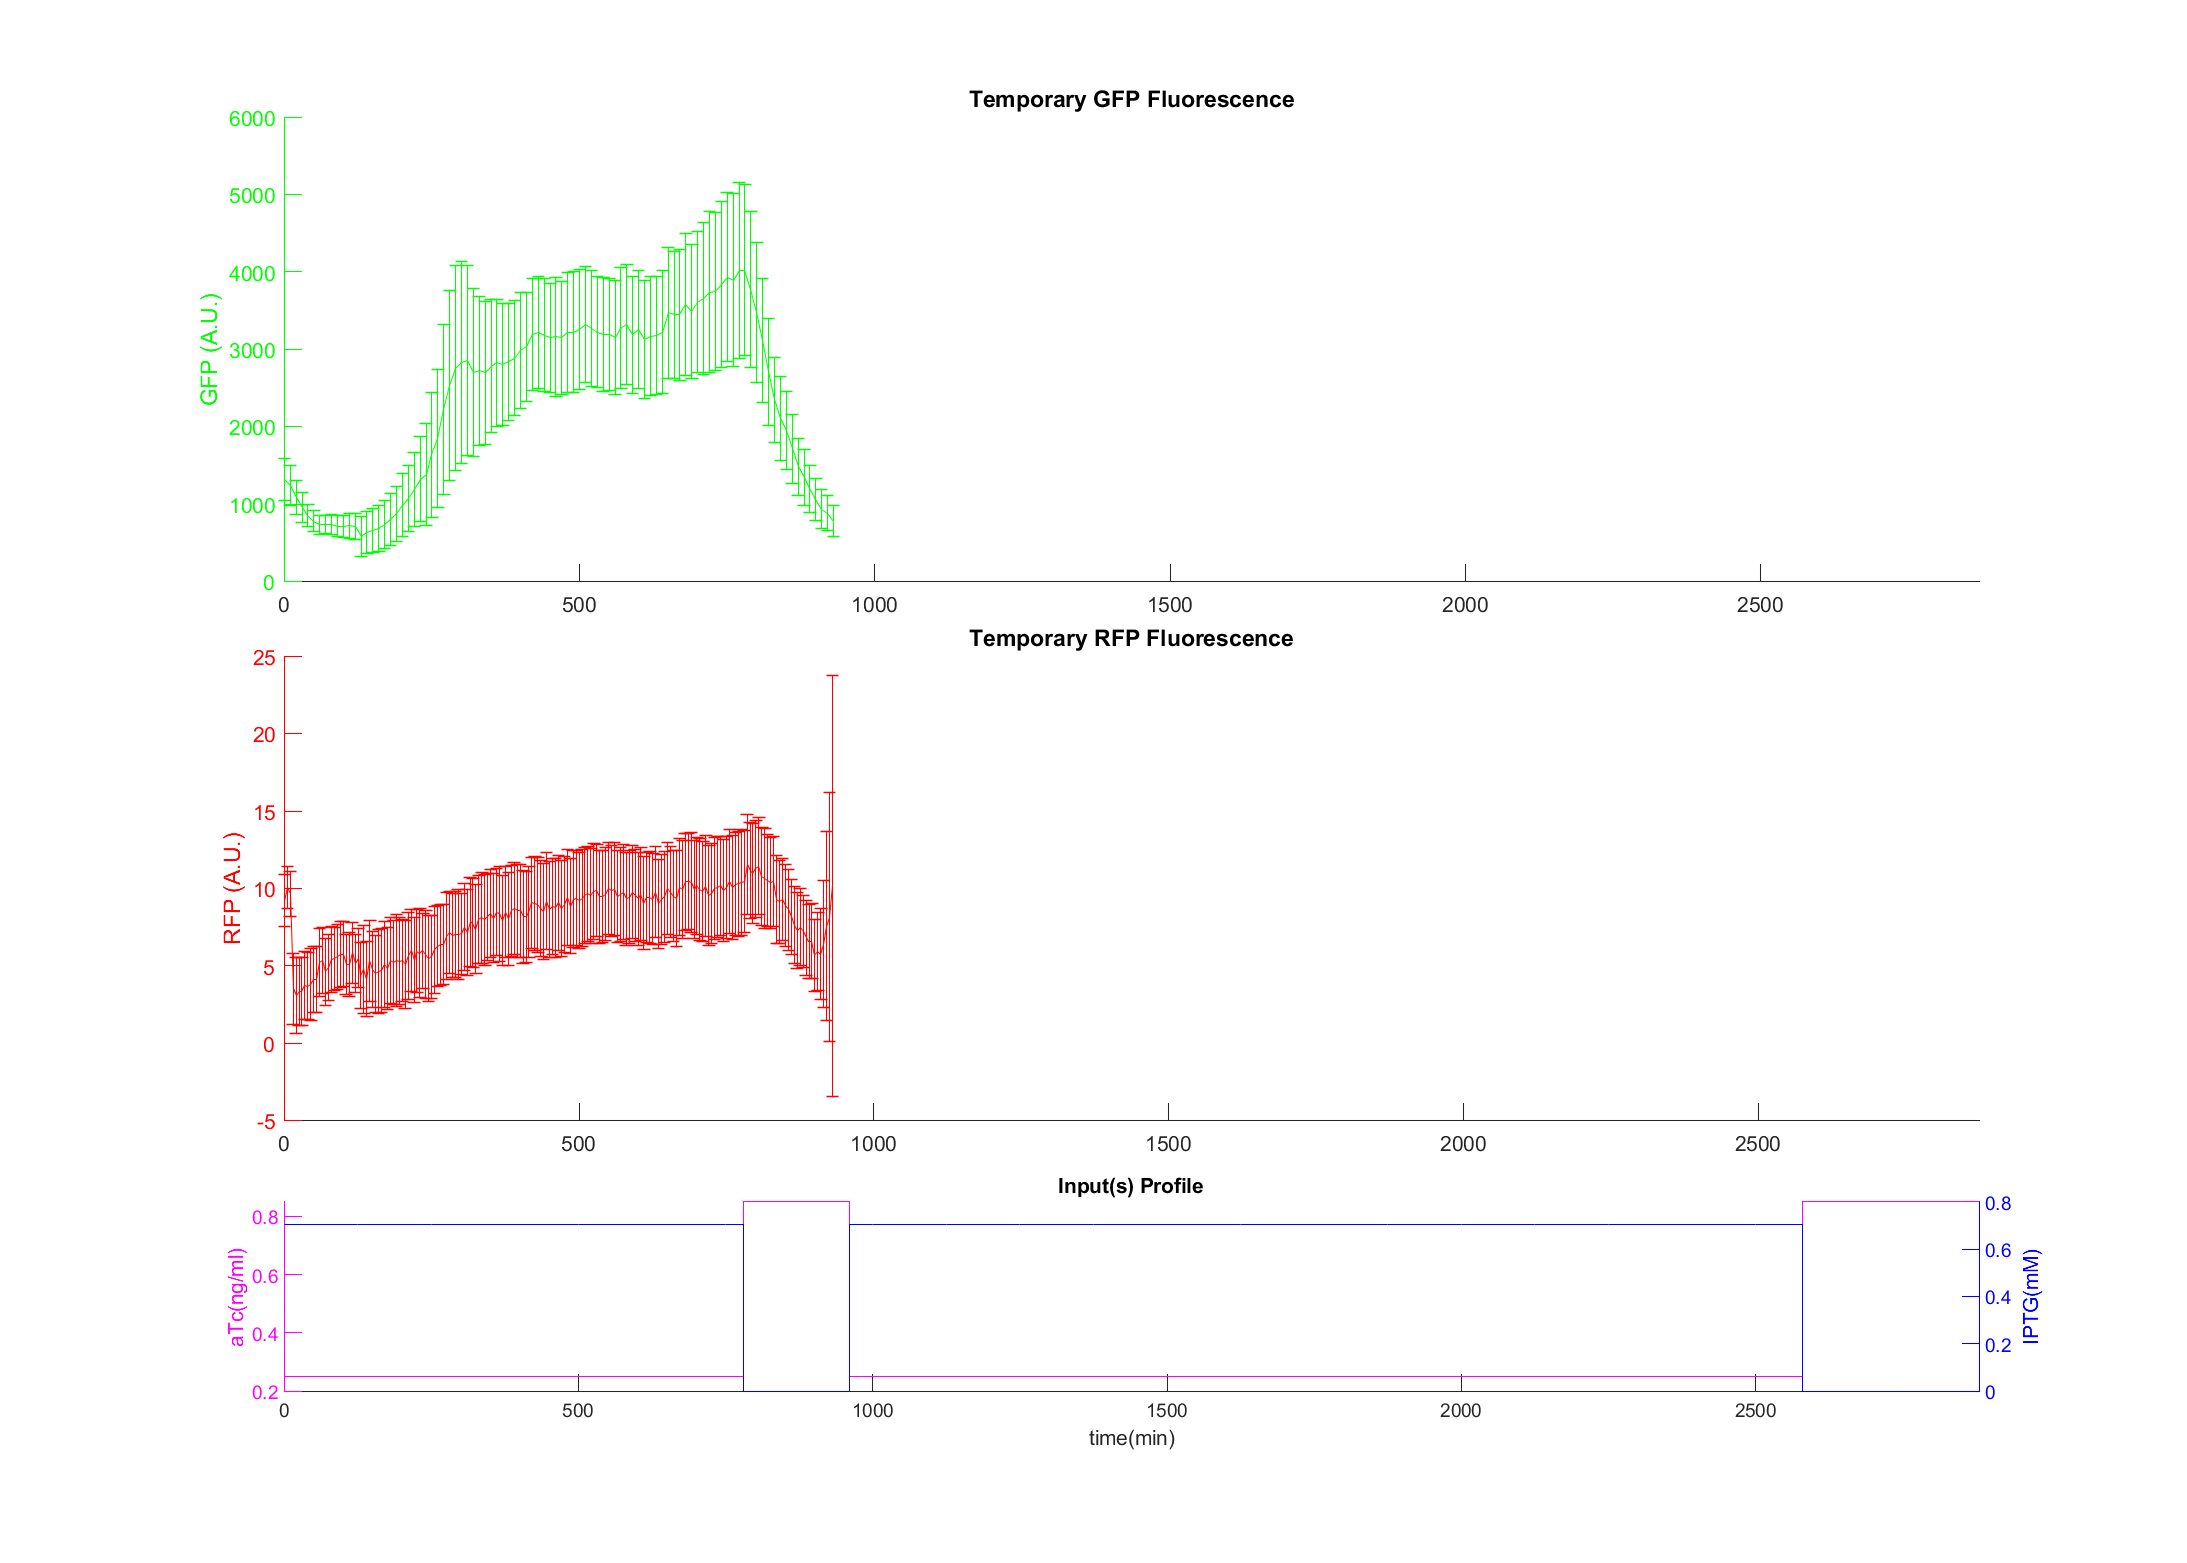 Temporary GFP Fluorescence
GFP (A.U.)
6000
5000
4000
3000
2000
1000
0
0 500 1000 1500 2000 2500
Temporary RFP Fluorescence
RFP (A.U.)
25
20
15
10
5
0
-5
0 500 1000 1500 2000 2500
Input(s) Profile
aTc(ng/ml)
0.8
0.6
0.4
0.2
IPTG(mM)
0.8
0.6
0.4
0.2
0
0 500 1000 1500 2000 2500
time(min)